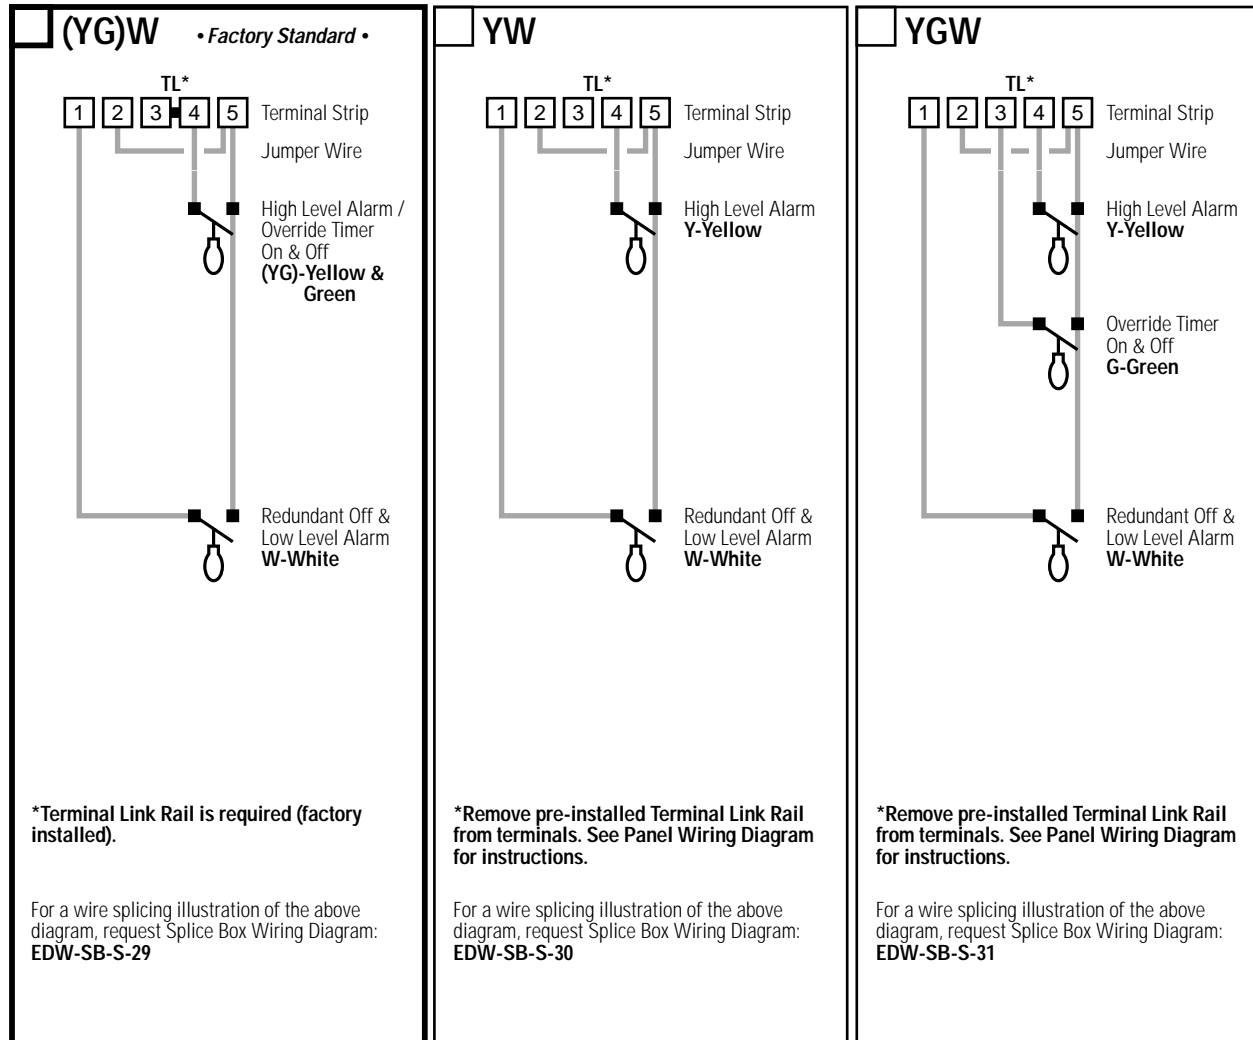 (YG)W • Factory Standard •
TL*
1 2 3 4 5 Terminal Strip
Jumper Wire
High Level Alarm /
Override Timer
On & Off
(YG)-Yellow &
Green
Redundant Off &
Low Level Alarm
W-White
*Terminal Link Rail is required (factory
installed).
For a wire splicing illustration of the above
diagram, request Splice Box Wiring Diagram:
EDW-SB-S-29
YW
TL*
1 2 3 4 5 Terminal Strip
Jumper Wire
High Level Alarm
Y-Yellow
Redundant Off &
Low Level Alarm
W-White
*Remove pre-installed Terminal Link Rail
from terminals. See Panel Wiring Diagram
for instructions.
For a wire splicing illustration of the above
diagram, request Splice Box Wiring Diagram:
EDW-SB-S-30
YGW
TL*
1 2 3 4 5 Terminal Strip
Jumper Wire
High Level Alarm
Y-Yellow
Override Timer
On & Off
G-Green
Redundant Off &
Low Level Alarm
W-White
*Remove pre-installed Terminal Link Rail
from terminals. See Panel Wiring Diagram
for instructions.
For a wire splicing illustration of the above
diagram, request Splice Box Wiring Diagram:
EDW-SB-S-31